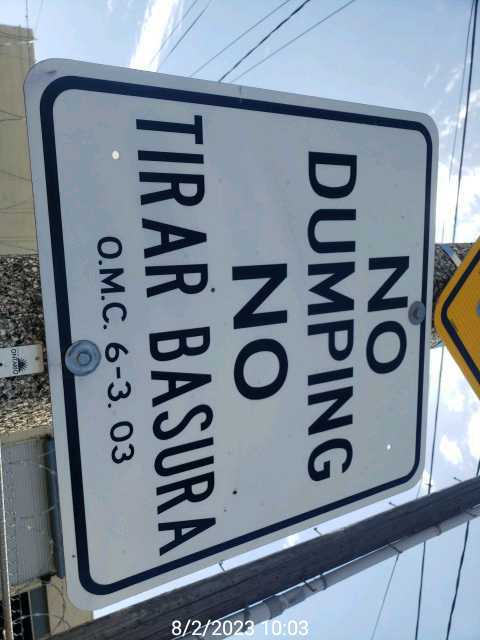 NO
DUMPING
NO
TIRAR BASURA
O.M.C. 6-3. 03
8/2/2023 10:03